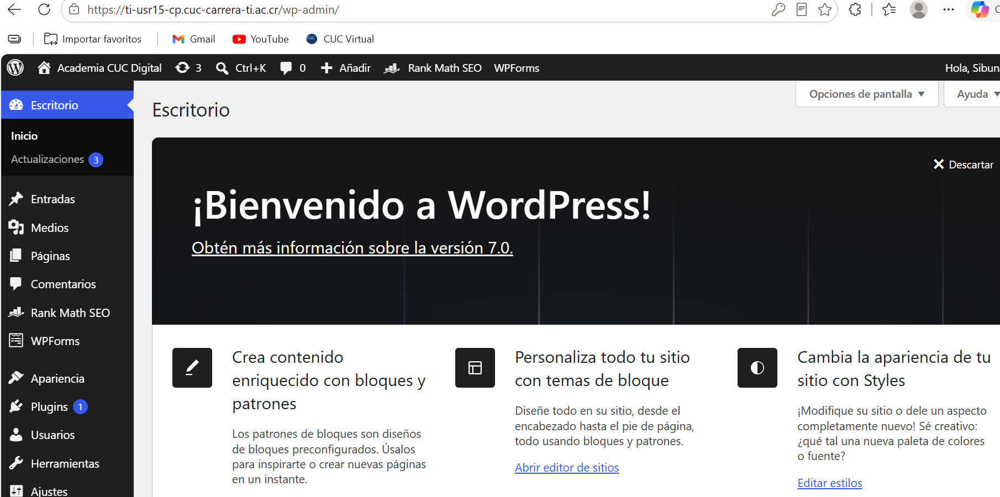 https://ti-usr15-cp.cuc-carrera-ti.ac.cr/wp-admin/
Importar favoritos
Gmail
YouTube
CUC Virtual
Academia CUC Digital
3
Ctrl+K
0
Añadir
Rank Math SEO
WPForms
Hola, Sibun
Opciones de pantalla
Ayuda
Escritorio
Inicio
Actualizaciones 3
Entradas
Medios
Páginas
Comentarios
Rank Math SEO
WPForms
Apariencia
Plugins 1
Usuarios
Herramientas
Ajustes
Escritorio
Descartar
¡Bienvenido a WordPress!
Obtén más información sobre la versión 7.0.
Crea contenido
enriquecido con bloques y
patrones
Los patrones de bloques son diseños
de bloques preconfigurados. Úsalos
para inspirarte o crear nuevas páginas
en un instante.
Personaliza todo tu sitio
con temas de bloque
Diseñe todo en su sitio, desde el
encabezado hasta el pie de página,
todo usando bloques y patrones.
Abrir editor de sitios
Cambia la apariencia de tu
sitio con Styles
¡Modifique su sitio o dele un aspecto
completamente nuevo! Sé creativo:
¿qué tal una nueva paleta de colores
o fuente?
Editar estilos